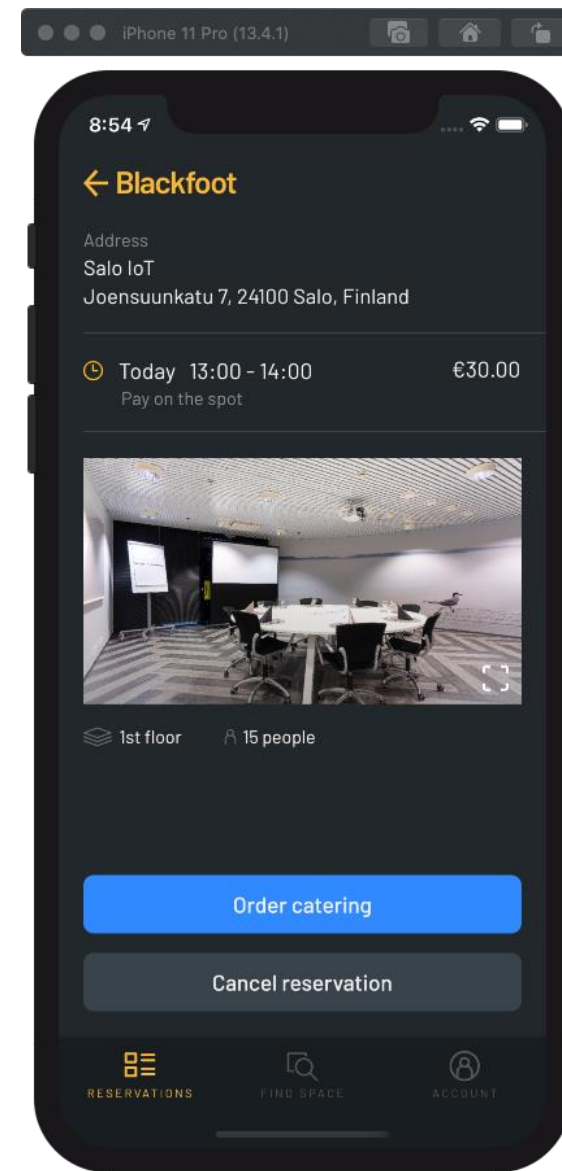 iPhone 11 Pro (13.4.1)
8:54
Blackfoot
Address
Salo IoT
Joensuunkatu 7, 24100 Salo, Finland
Today 13:00 - 14:00 €30.00
Pay on the spot
1st floor 15 people
Order catering
Cancel reservation
RESERVATIONS FIND SPACE ACCOUNT